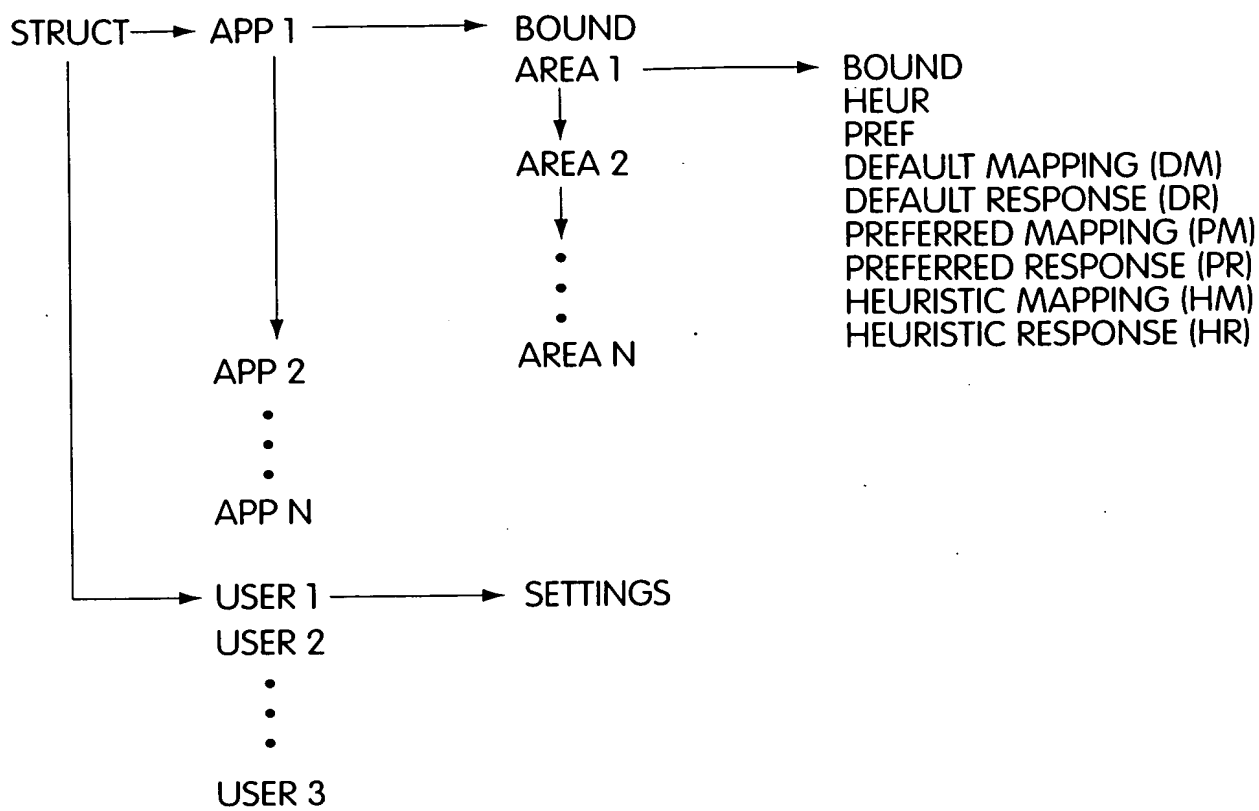 STRUCT APP 1 BOUND
AREA 1 BOUND
HEUR
PREF
AREA 2 DEFAULT MAPPING (DM)
DEFAULT RESPONSE (DR)
PREFERRED MAPPING (PM)
PREFERRED RESPONSE (PR)
HEURISTIC MAPPING (HM)
HEURISTIC RESPONSE (HR)
AREA N
APP 2
APP N
USER 1 SETTINGS
USER 2
USER 3